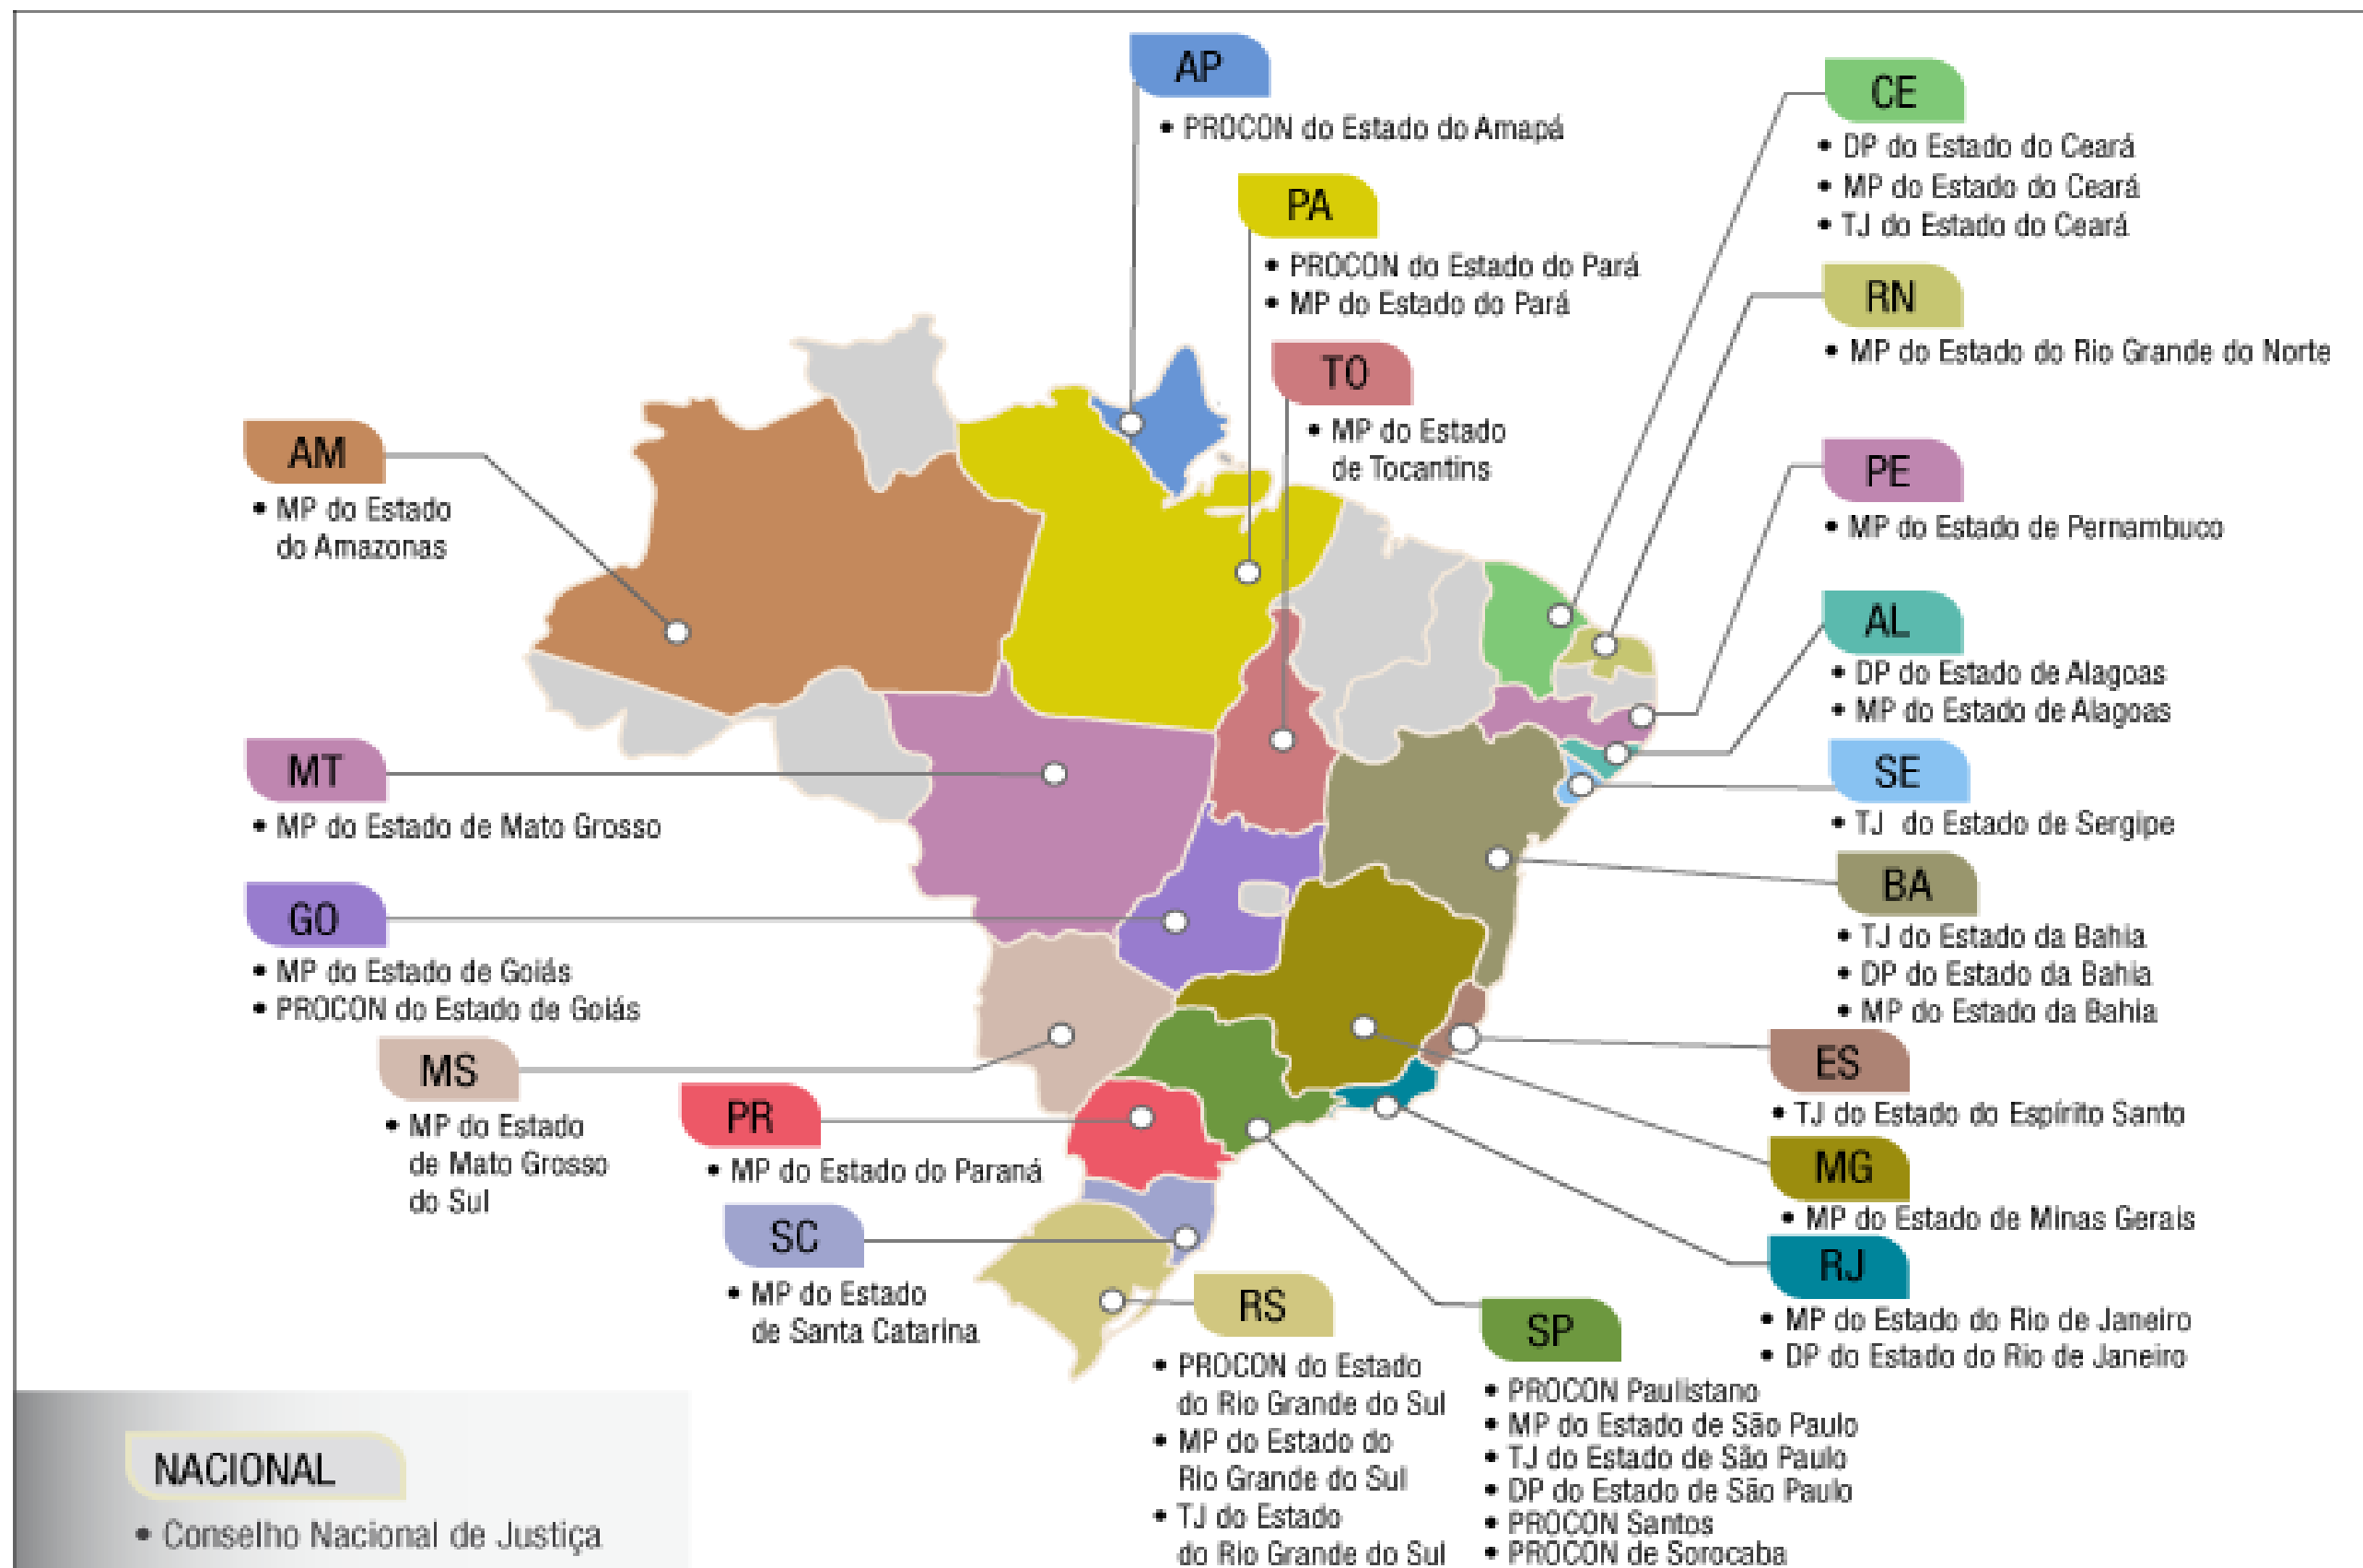 AP
• PROCON do Estado do Amapá
PA
• PROCON do Estado do Pará
• MP do Estado do Pará
TO
• MP do Estado
de Tocantins
CE
• DP do Estado do Ceará
• MP do Estado do Ceará
• TJ do Estado do Ceará
RN
• MP do Estado do Rio Grande do Norte
PE
• MP do Estado de Pernambuco
AL
• DP do Estado de Alagoas
• MP do Estado de Alagoas
SE
• TJ do Estado de Sergipe
BA
• TJ do Estado da Bahia
• DP do Estado da Bahia
• MP do Estado da Bahia
ES
• TJ do Estado do Espírito Santo
MG
• MP do Estado de Minas Gerais
RJ
• MP do Estado do Rio de Janeiro
• DP do Estado do Rio de Janeiro
AM
• MP do Estado
do Amazonas
MT
• MP do Estado de Mato Grosso
GO
• MP do Estado de Goiás
• PROCON do Estado de Goiás
MS
• MP do Estado
de Mato Grosso
do Sul
PR
• MP do Estado do Paraná
SC
• MP do Estado
de Santa Catarina
RS
• PROCON do Estado
do Rio Grande do Sul
• MP do Estado do
Rio Grande do Sul
• TJ do Estado
do Rio Grande do Sul
SP
• PROCON Paulistano
• MP do Estado de São Paulo
• TJ do Estado de São Paulo
• DP do Estado de São Paulo
• PROCON Santos
• PROCON de Sorocaba
NACIONAL
• Conselho Nacional de Justiça